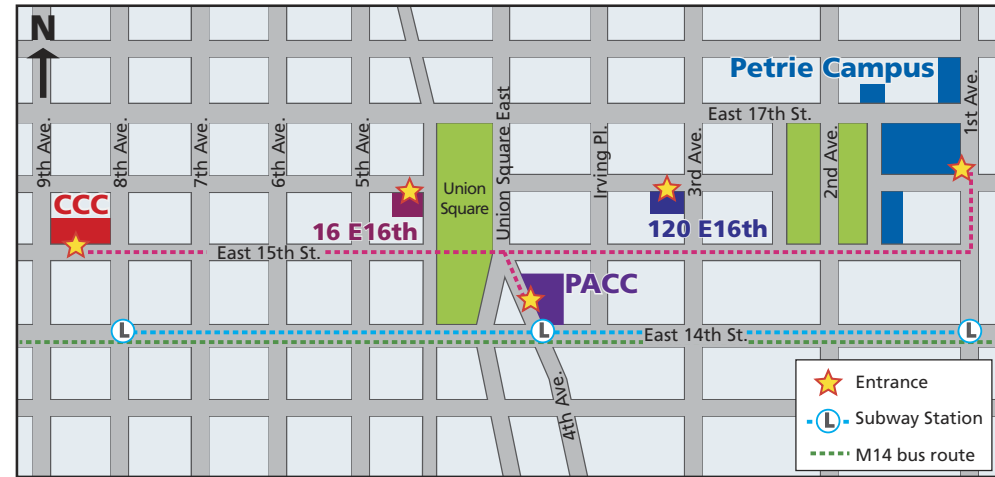 N
Petrie Campus
East 17th St.
9th Ave.
8th Ave.
7th Ave.
6th Ave.
5th Ave.
Union Square East
Irving Pl.
3rd Ave.
2nd Ave.
1st Ave.
Union
Square
CCC
16 E16th
120 E16th
East 15th St.
PACC
L
L
L
East 14th St.
4th Ave.
Entrance
L
Subway Station
M14 bus route